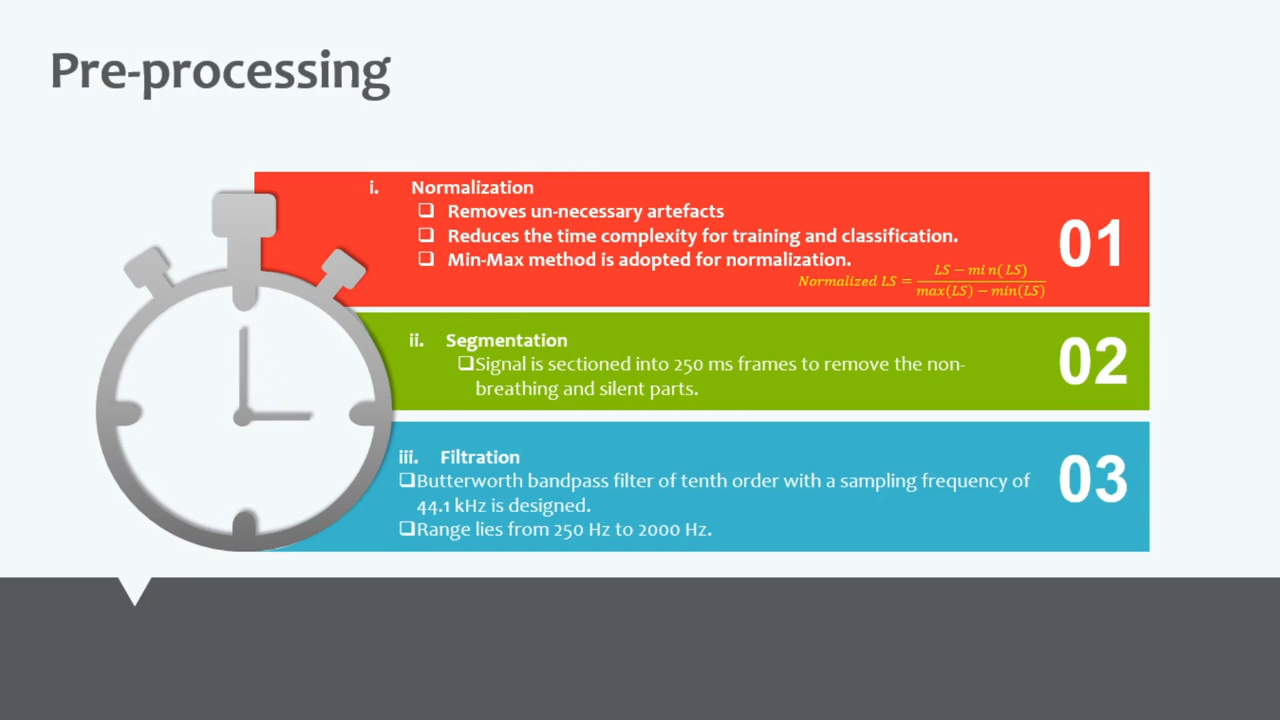 Pre-processing
i. Normalization
❑ Removes un-necessary artefacts
❑ Reduces the time complexity for training and classification.
❑ Min-Max method is adopted for normalization.
Normalized LS = (LS − mi n(LS)) / (max(LS) − min(LS))
01
ii. Segmentation
❑Signal is sectioned into 250 ms frames to remove the non-
breathing and silent parts.
02
iii. Filtration
❑Butterworth bandpass filter of tenth order with a sampling frequency of
44.1 kHz is designed.
❑Range lies from 250 Hz to 2000 Hz.
03